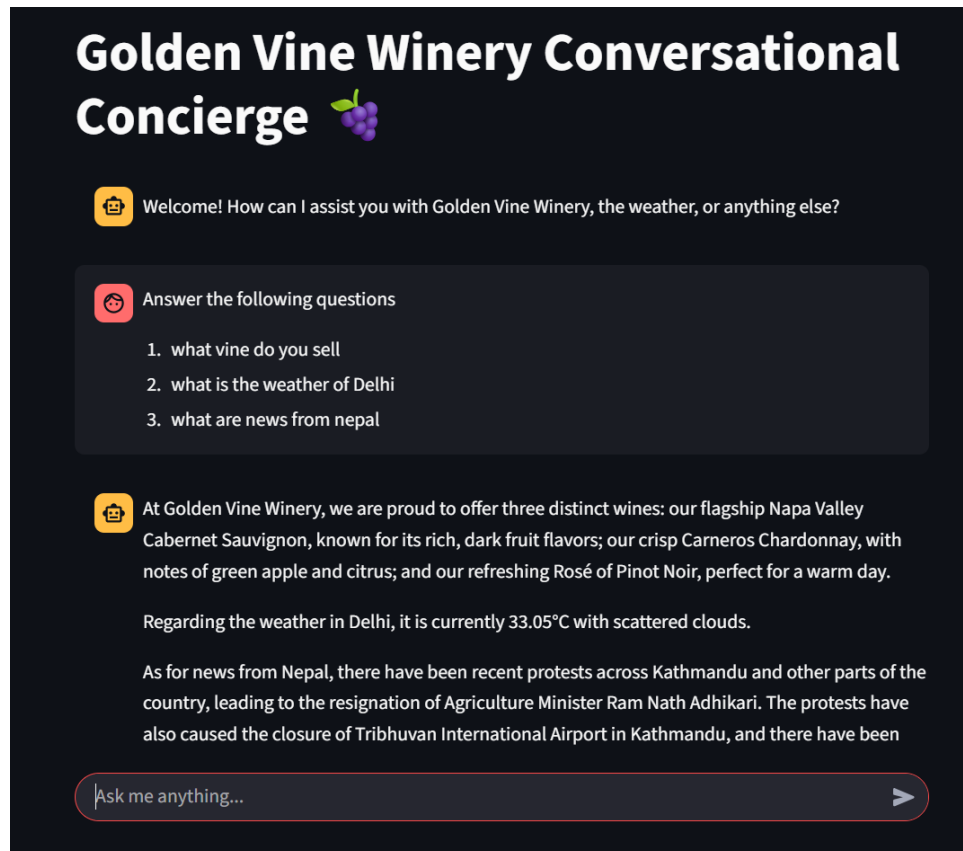 Golden Vine Winery Conversational
Concierge 🍇
Welcome! How can I assist you with Golden Vine Winery, the weather, or anything else?
Answer the following questions
1. what vine do you sell
2. what is the weather of Delhi
3. what are news from nepal
At Golden Vine Winery, we are proud to offer three distinct wines: our flagship Napa Valley
Cabernet Sauvignon, known for its rich, dark fruit flavors; our crisp Carneros Chardonnay, with
notes of green apple and citrus; and our refreshing Rosé of Pinot Noir, perfect for a warm day.
Regarding the weather in Delhi, it is currently 33.05°C with scattered clouds.
As for news from Nepal, there have been recent protests across Kathmandu and other parts of the
country, leading to the resignation of Agriculture Minister Ram Nath Adhikari. The protests have
also caused the closure of Tribhuvan International Airport in Kathmandu, and there have been
Ask me anything...